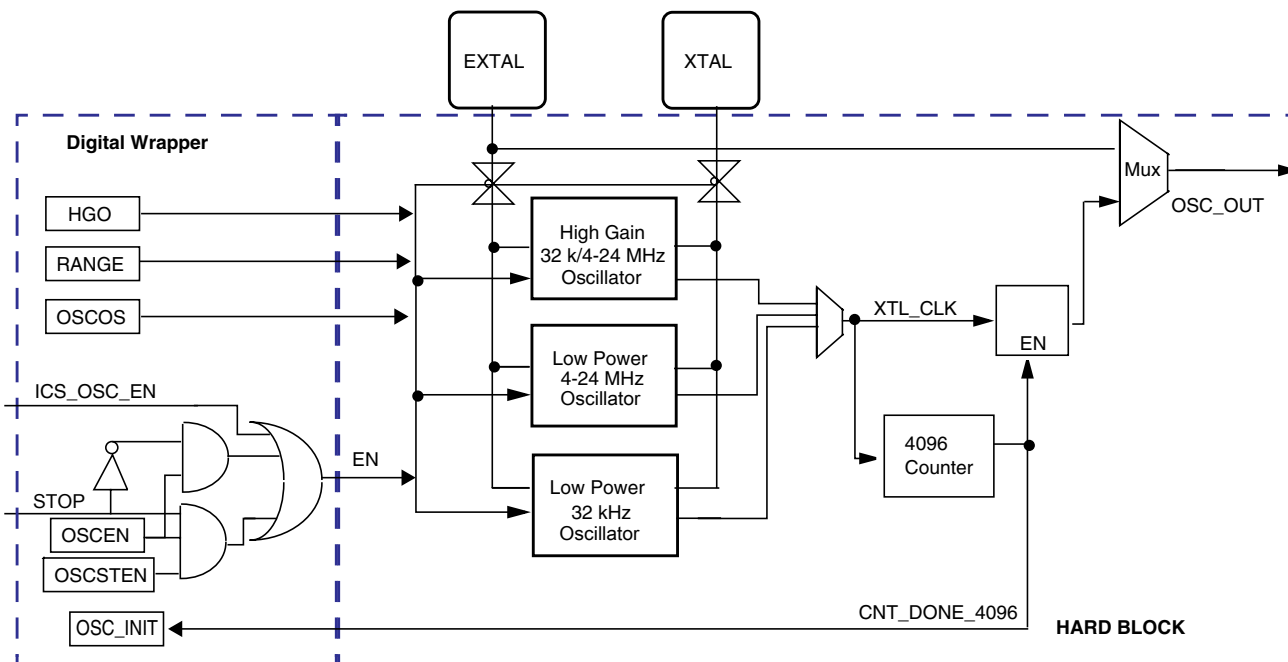 EXTAL
XTAL
Digital Wrapper
Mux
OSC_OUT
HGO
RANGE
OSCOS
High Gain
32 k/4-24 MHz
Oscillator
XTL_CLK
EN
Low Power
4-24 MHz
Oscillator
ICS_OSC_EN
4096
Counter
EN
Low Power
32 kHz
Oscillator
STOP
OSCEN
OSCSTEN
OSC_INIT
CNT_DONE_4096
HARD BLOCK